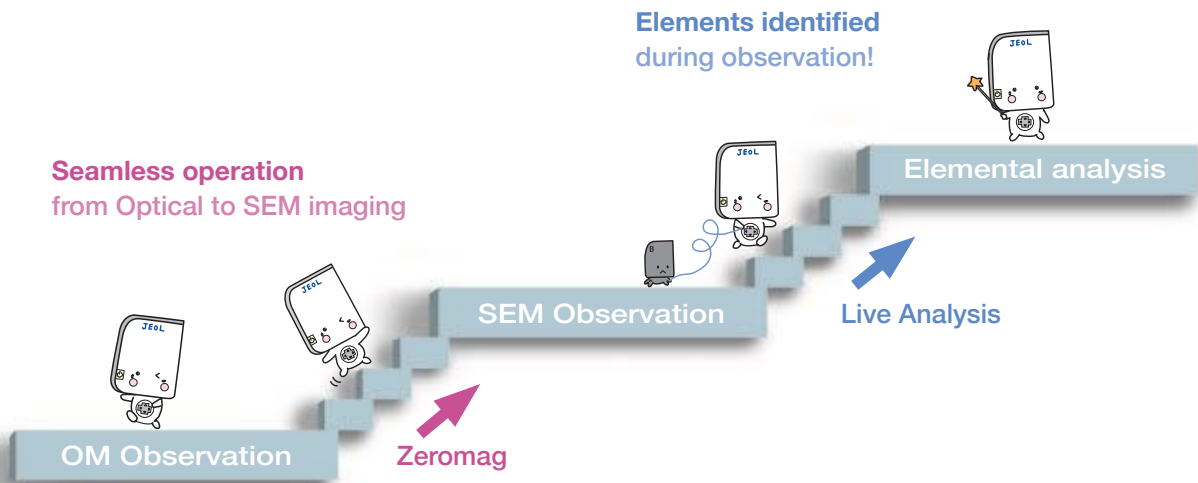 Elements identified
during observation!
JEOL
Elemental analysis
Seamless operation
from Optical to SEM imaging
JEOL
B
SEM Observation
Live Analysis
JEOL
JEOL
OM Observation
Zeromag